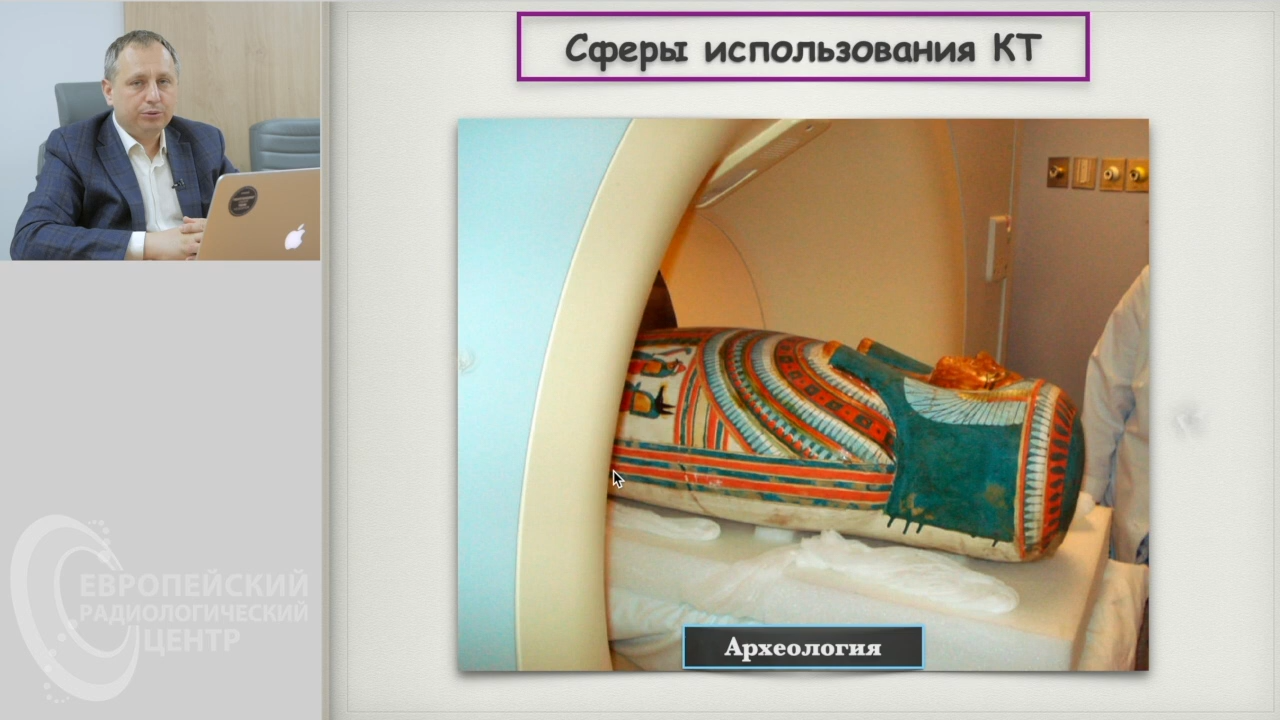 Сферы использования КТ
Археология
ЕВРОПЕЙСКИЙ
РАДИОЛОГИЧЕСКИЙ
ЦЕНТР